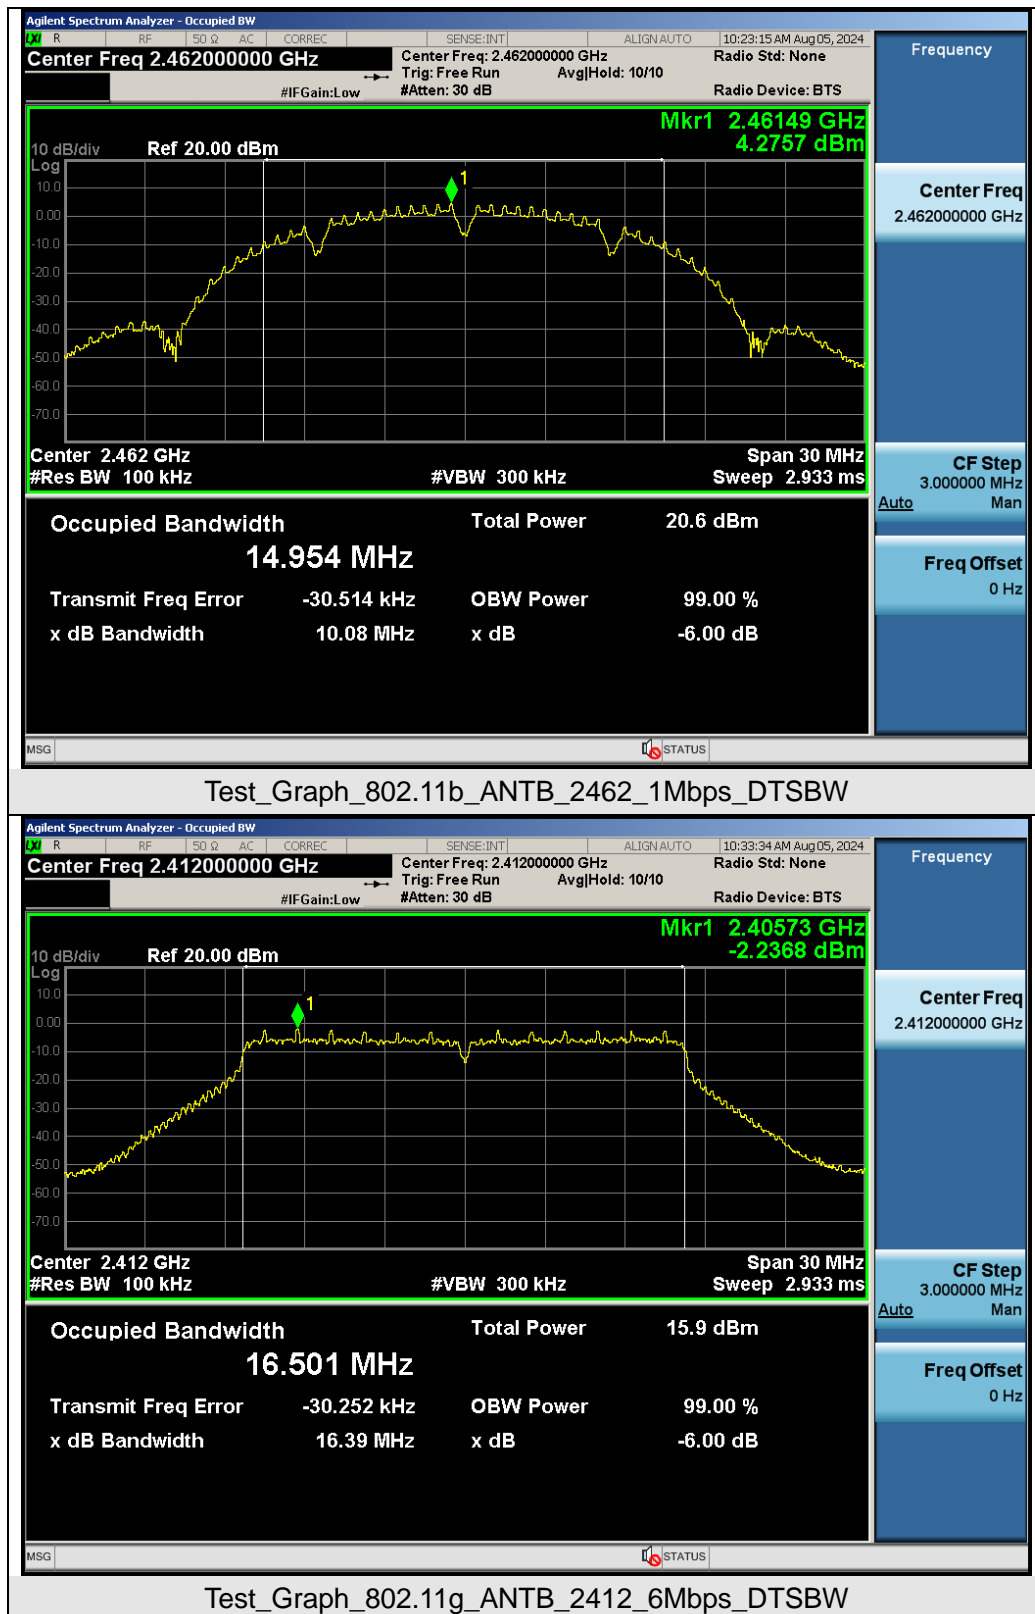 Agilent Spectrum Analyzer - Occupied BW
LXI R RF 50 Ω AC CORREC SENSE:INT ALIGN AUTO 10:23:15 AM Aug 05, 2024
Center Freq 2.462000000 GHz Center Freq: 2.462000000 GHz Radio Std: None
Trig: Free Run Avg|Hold: 10/10
#IFGain:Low #Atten: 30 dB Radio Device: BTS
Mkr1 2.46149 GHz
4.2757 dBm
10 dB/div Ref 20.00 dBm
Log
10.0
0.00
-10.0
-20.0
-30.0
-40.0
-50.0
-60.0
-70.0
1
Center 2.462 GHz Span 30 MHz
#Res BW 100 kHz #VBW 300 kHz Sweep 2.933 ms
Occupied Bandwidth Total Power 20.6 dBm
14.954 MHz
Transmit Freq Error -30.514 kHz OBW Power 99.00 %
x dB Bandwidth 10.08 MHz x dB -6.00 dB
MSG STATUS
Frequency
Center Freq
2.462000000 GHz
CF Step
3.000000 MHz
Auto Man
Freq Offset
0 Hz
Test_Graph_802.11b_ANTB_2462_1Mbps_DTSBW
Agilent Spectrum Analyzer - Occupied BW
LXI R RF 50 Ω AC CORREC SENSE:INT ALIGN AUTO 10:33:34 AM Aug 05, 2024
Center Freq 2.412000000 GHz Center Freq: 2.412000000 GHz Radio Std: None
Trig: Free Run Avg|Hold: 10/10
#IFGain:Low #Atten: 30 dB Radio Device: BTS
Mkr1 2.40573 GHz
-2.2368 dBm
10 dB/div Ref 20.00 dBm
Log
10.0
0.00
-10.0
-20.0
-30.0
-40.0
-50.0
-60.0
-70.0
1
Center 2.412 GHz Span 30 MHz
#Res BW 100 kHz #VBW 300 kHz Sweep 2.933 ms
Occupied Bandwidth Total Power 15.9 dBm
16.501 MHz
Transmit Freq Error -30.252 kHz OBW Power 99.00 %
x dB Bandwidth 16.39 MHz x dB -6.00 dB
MSG STATUS
Frequency
Center Freq
2.412000000 GHz
CF Step
3.000000 MHz
Auto Man
Freq Offset
0 Hz
Test_Graph_802.11g_ANTB_2412_6Mbps_DTSBW